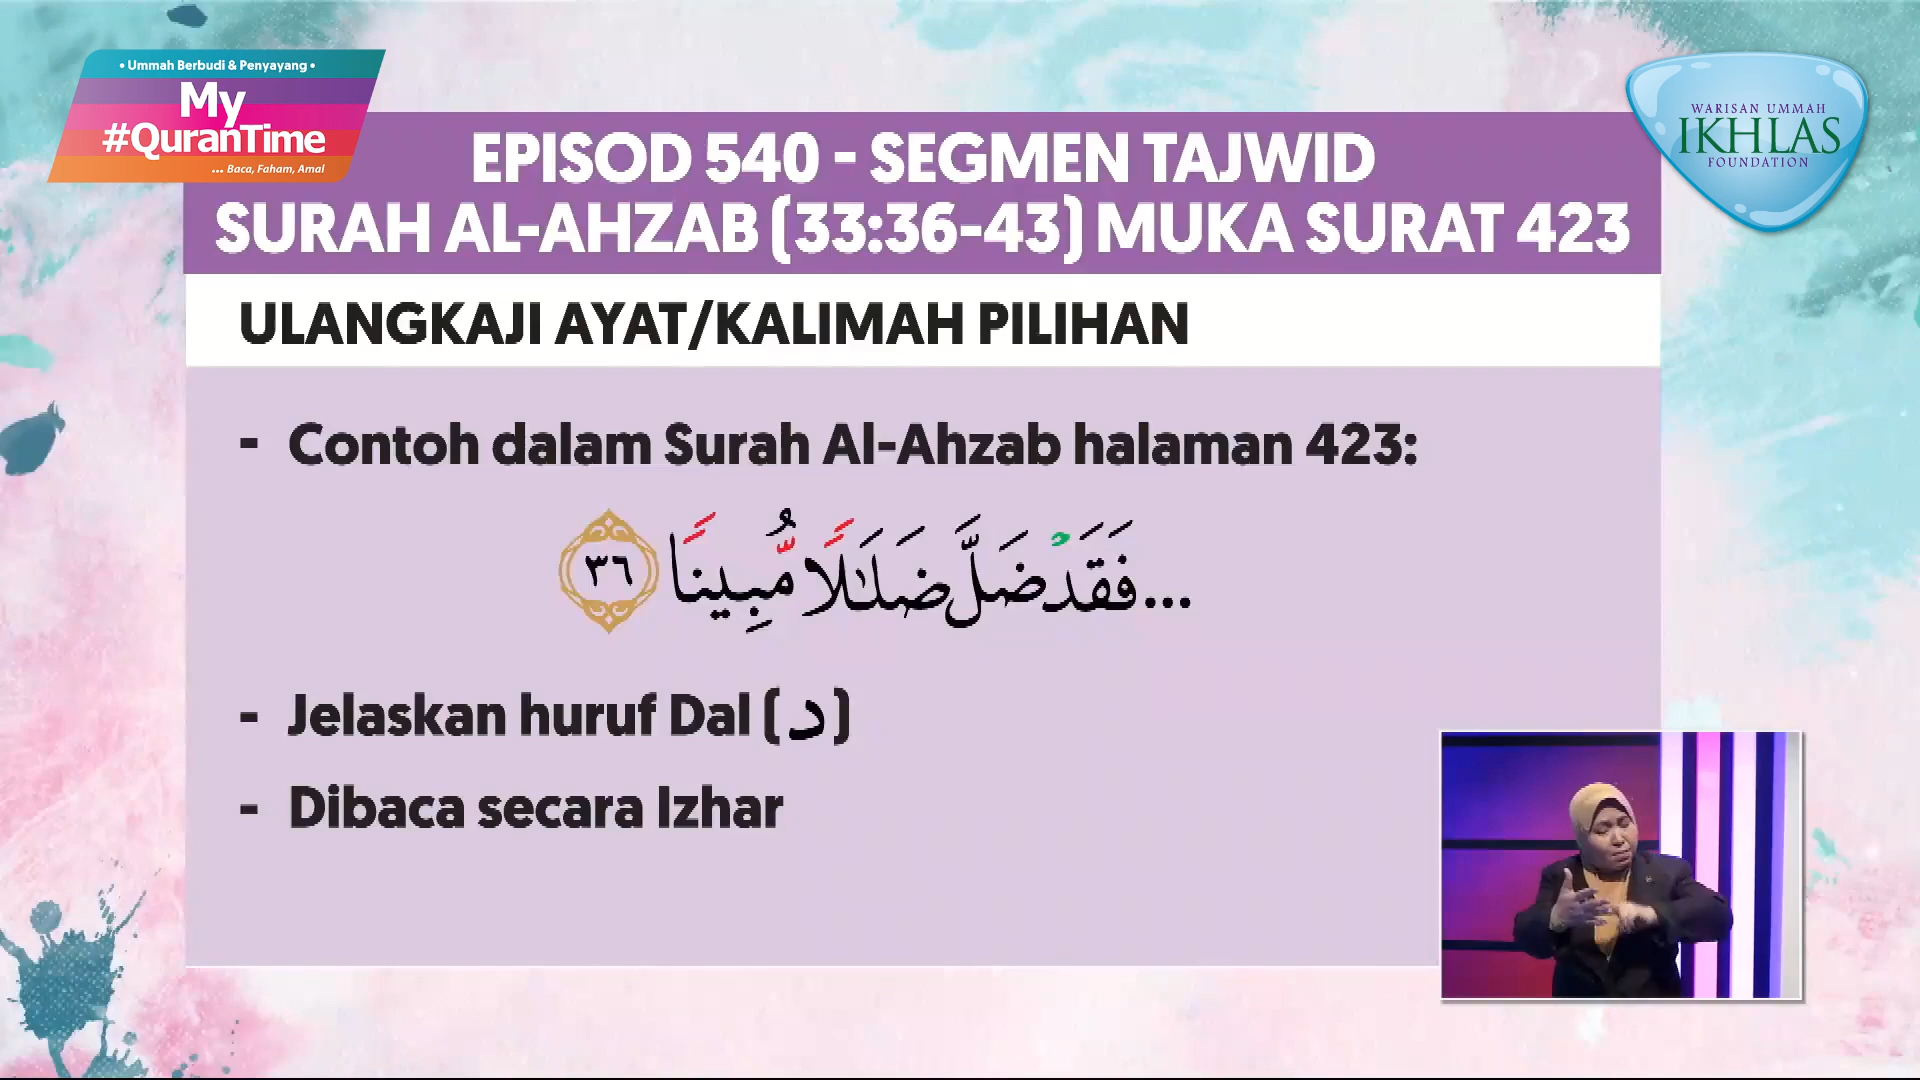 • Ummah Berbudi & Penyayang •
My
#QuranTime
... Baca, Faham, Amal
WARISAN UMMAH
IKHLAS
FOUNDATION
EPISOD 540 - SEGMEN TAJWID
SURAH AL-AHZAB (33:36-43) MUKA SURAT 423
ULANGKAJI AYAT/KALIMAH PILIHAN
- Contoh dalam Surah Al-Ahzab halaman 423:
...فَقَدْ ضَلَّ ضَلَـٰلًا مُّبِينًا ٣٦
- Jelaskan huruf Dal (د)
- Dibaca secara Izhar